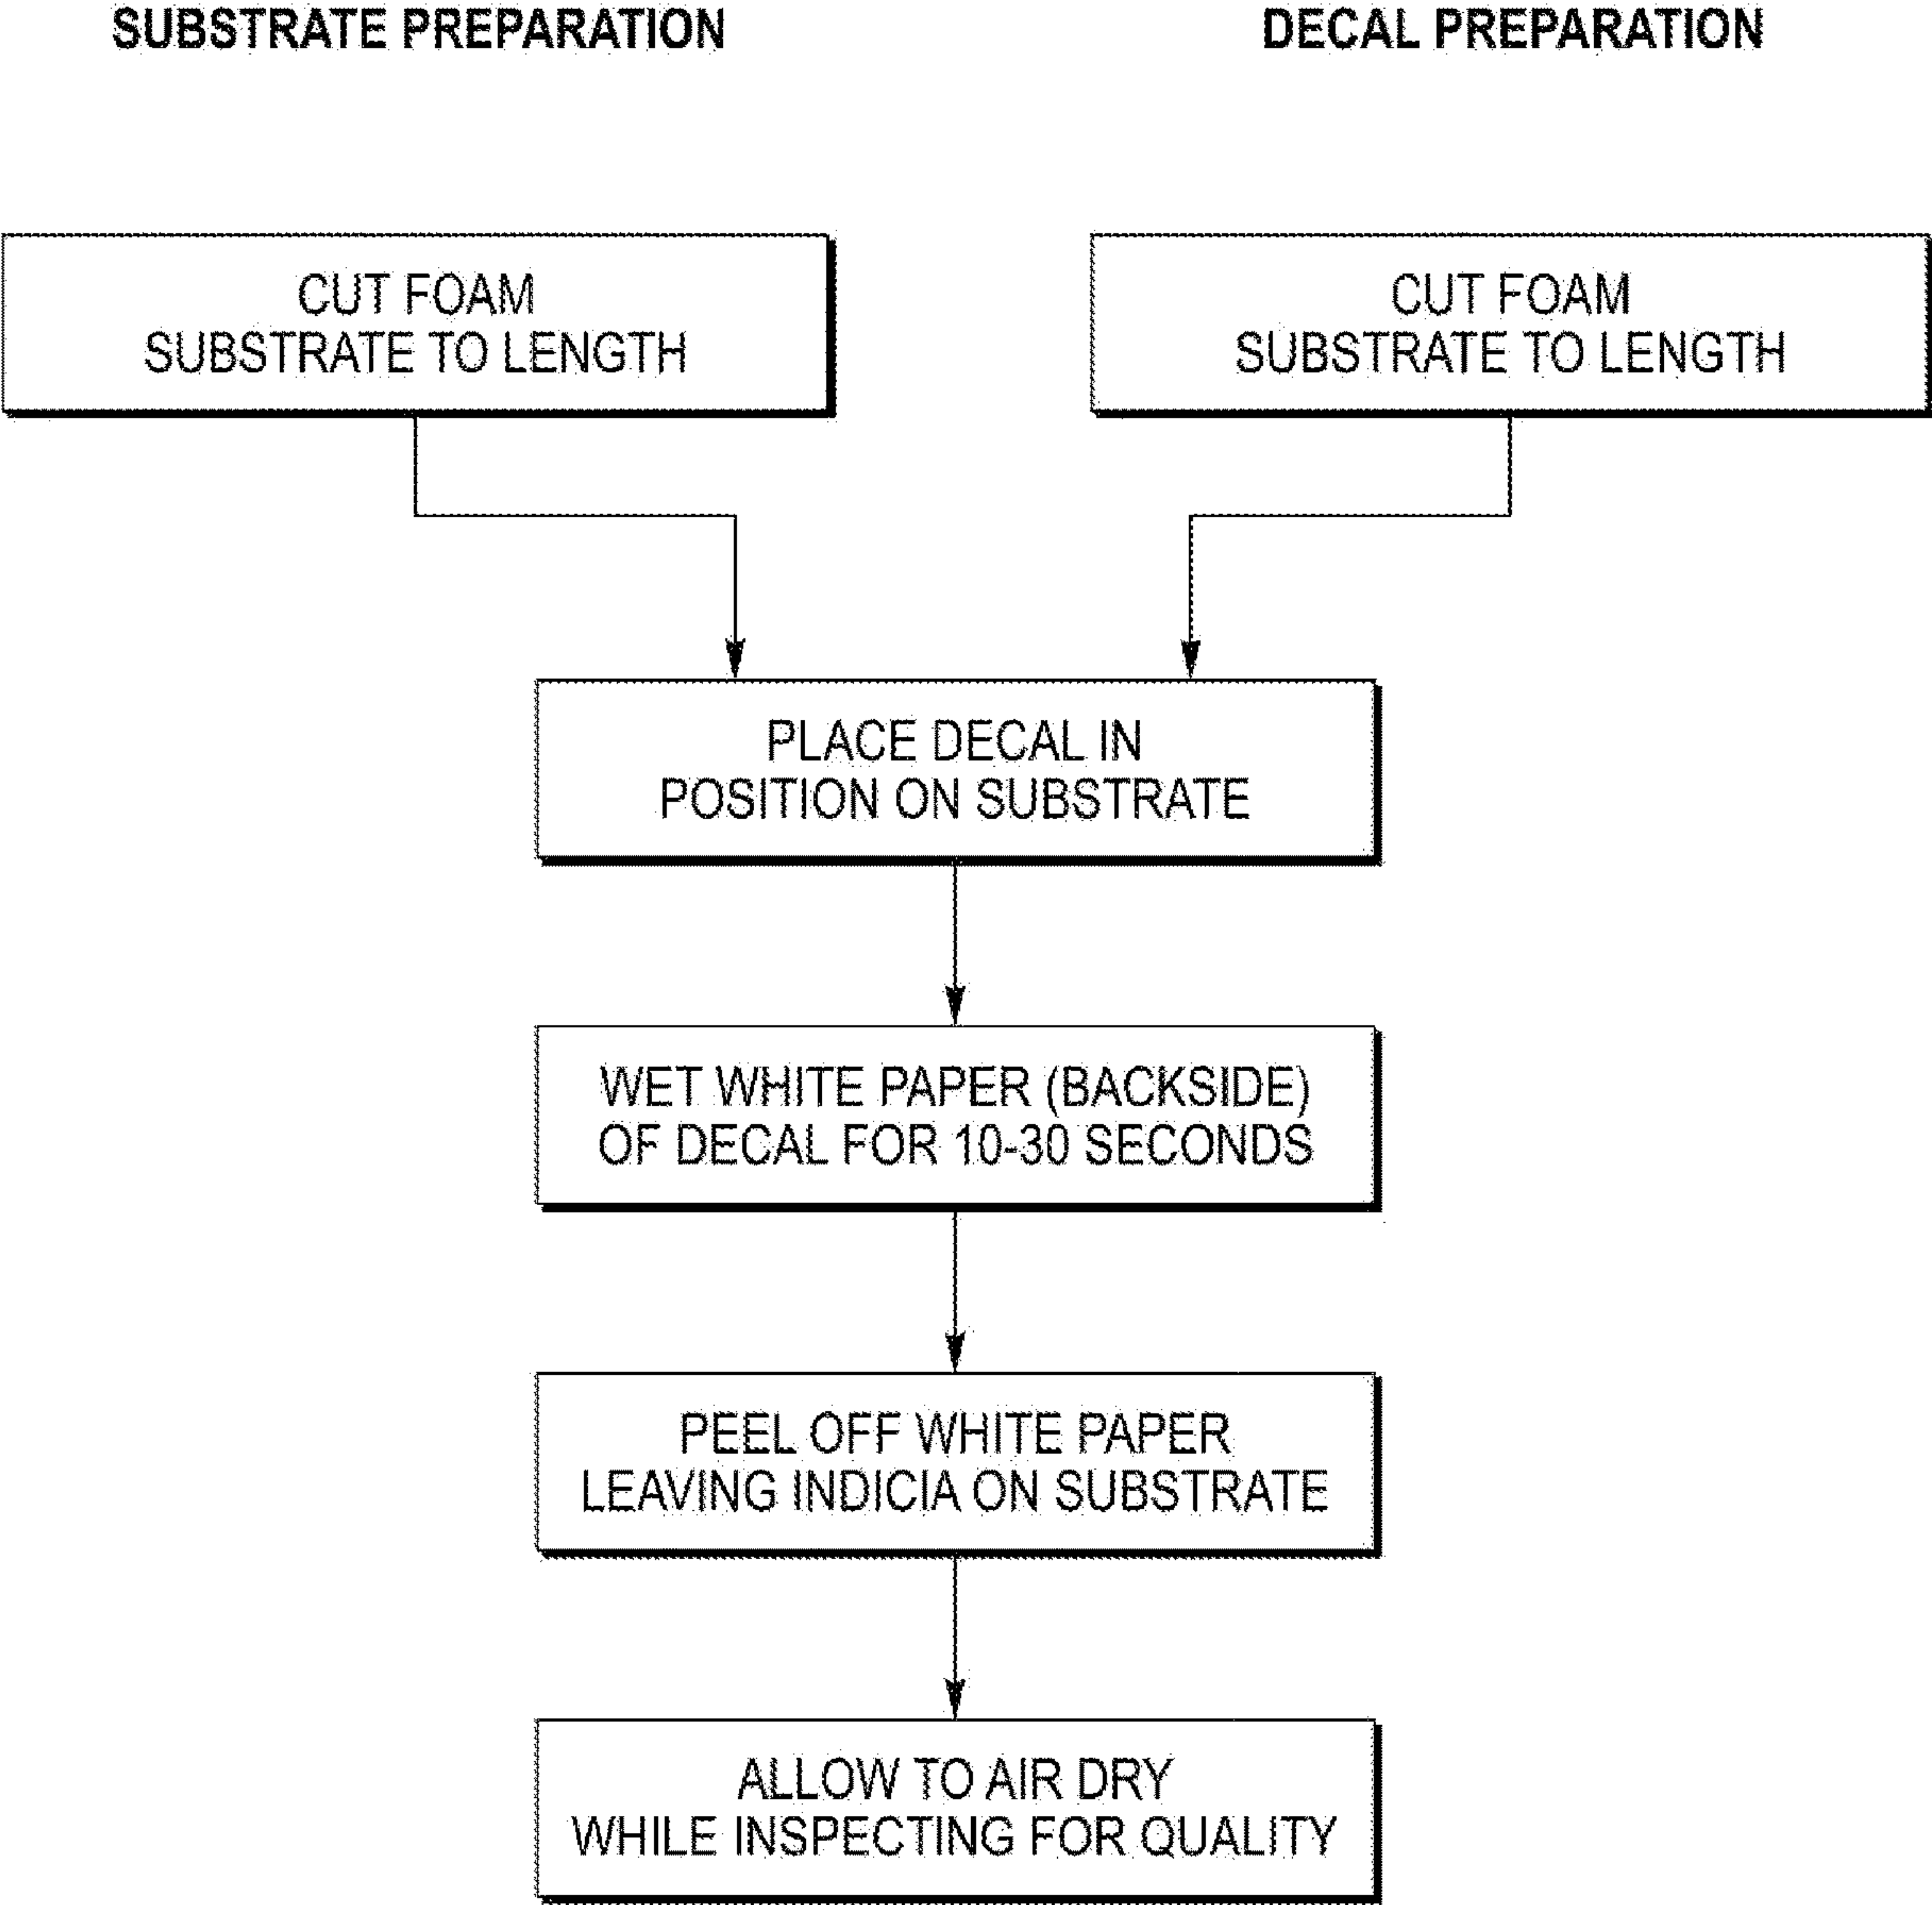 SUBSTRATE PREPARATION
DECAL PREPARATION
CUT FOAM
SUBSTRATE TO LENGTH
CUT FOAM
SUBSTRATE TO LENGTH
PLACE DECAL IN
POSITION ON SUBSTRATE
WET WHITE PAPER (BACKSIDE)
OF DECAL FOR 10-30 SECONDS
PEEL OFF WHITE PAPER
LEAVING INDICIA ON SUBSTRATE
ALLOW TO AIR DRY
WHILE INSPECTING FOR QUALITY